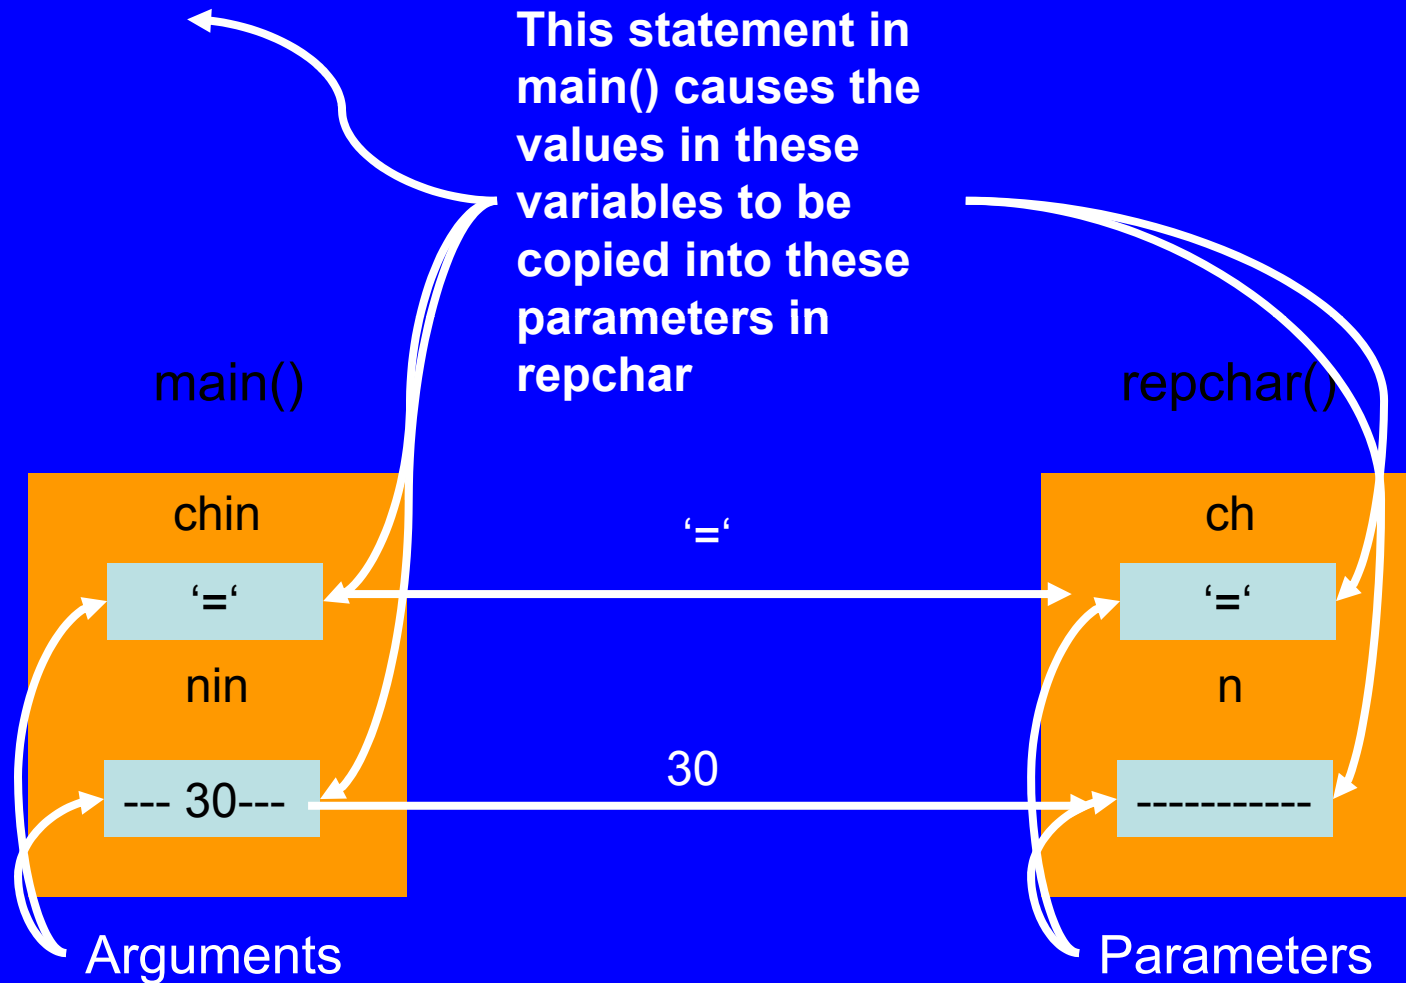 This statement in
main() causes the
values in these
variables to be
copied into these
parameters in
repchar
main()
repchar()
chin
‘=‘
ch
‘=‘
‘=‘
nin
n
30
--- 30---
-----------
Arguments
Parameters